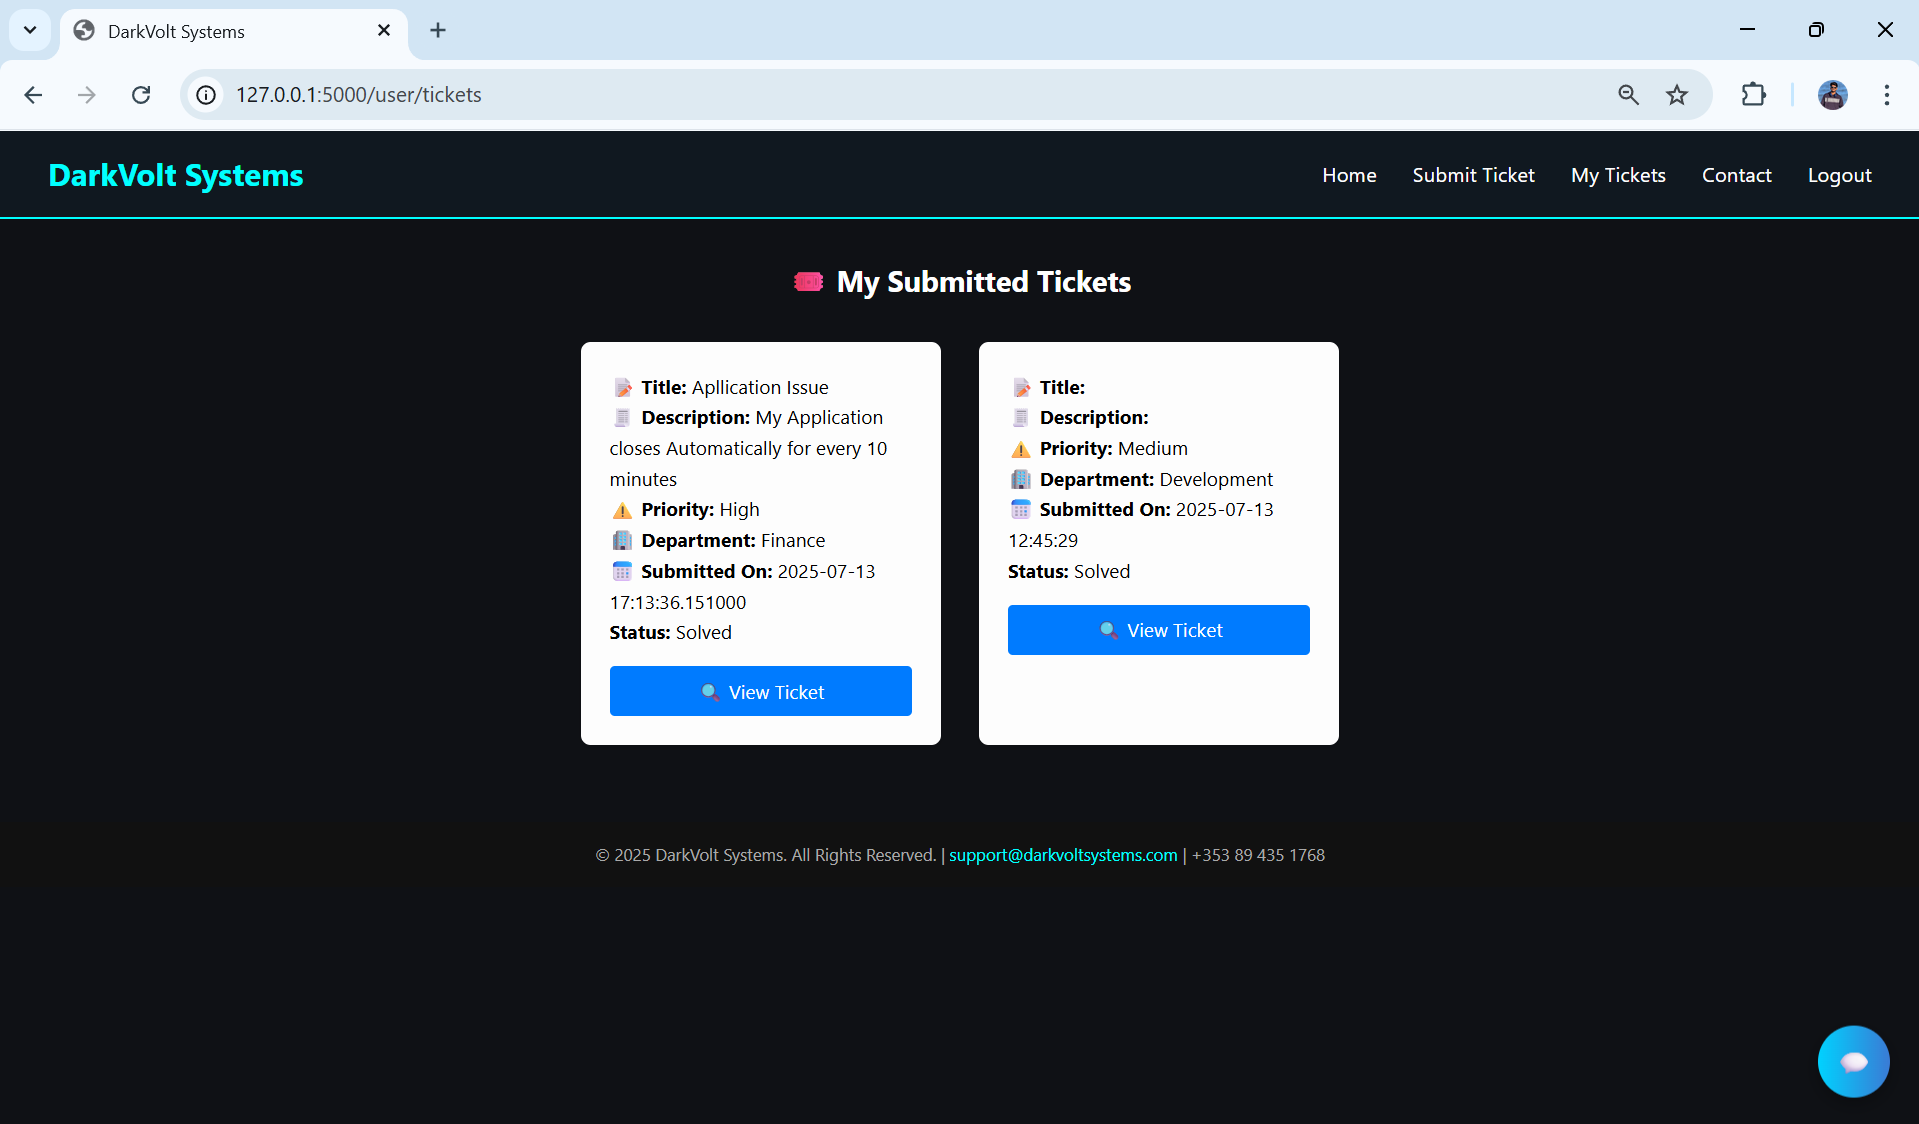 DarkVolt Systems
127.0.0.1:5000/user/tickets
DarkVolt Systems
Home Submit Ticket My Tickets Contact Logout
My Submitted Tickets
Title: Apllication Issue
Description: My Application
closes Automatically for every 10
minutes
Priority: High
Department: Finance
Submitted On: 2025-07-13
17:13:36.151000
Status: Solved
View Ticket
Title:
Description:
Priority: Medium
Department: Development
Submitted On: 2025-07-13
12:45:29
Status: Solved
View Ticket
© 2025 DarkVolt Systems. All Rights Reserved. | support@darkvoltsystems.com | +353 89 435 1768